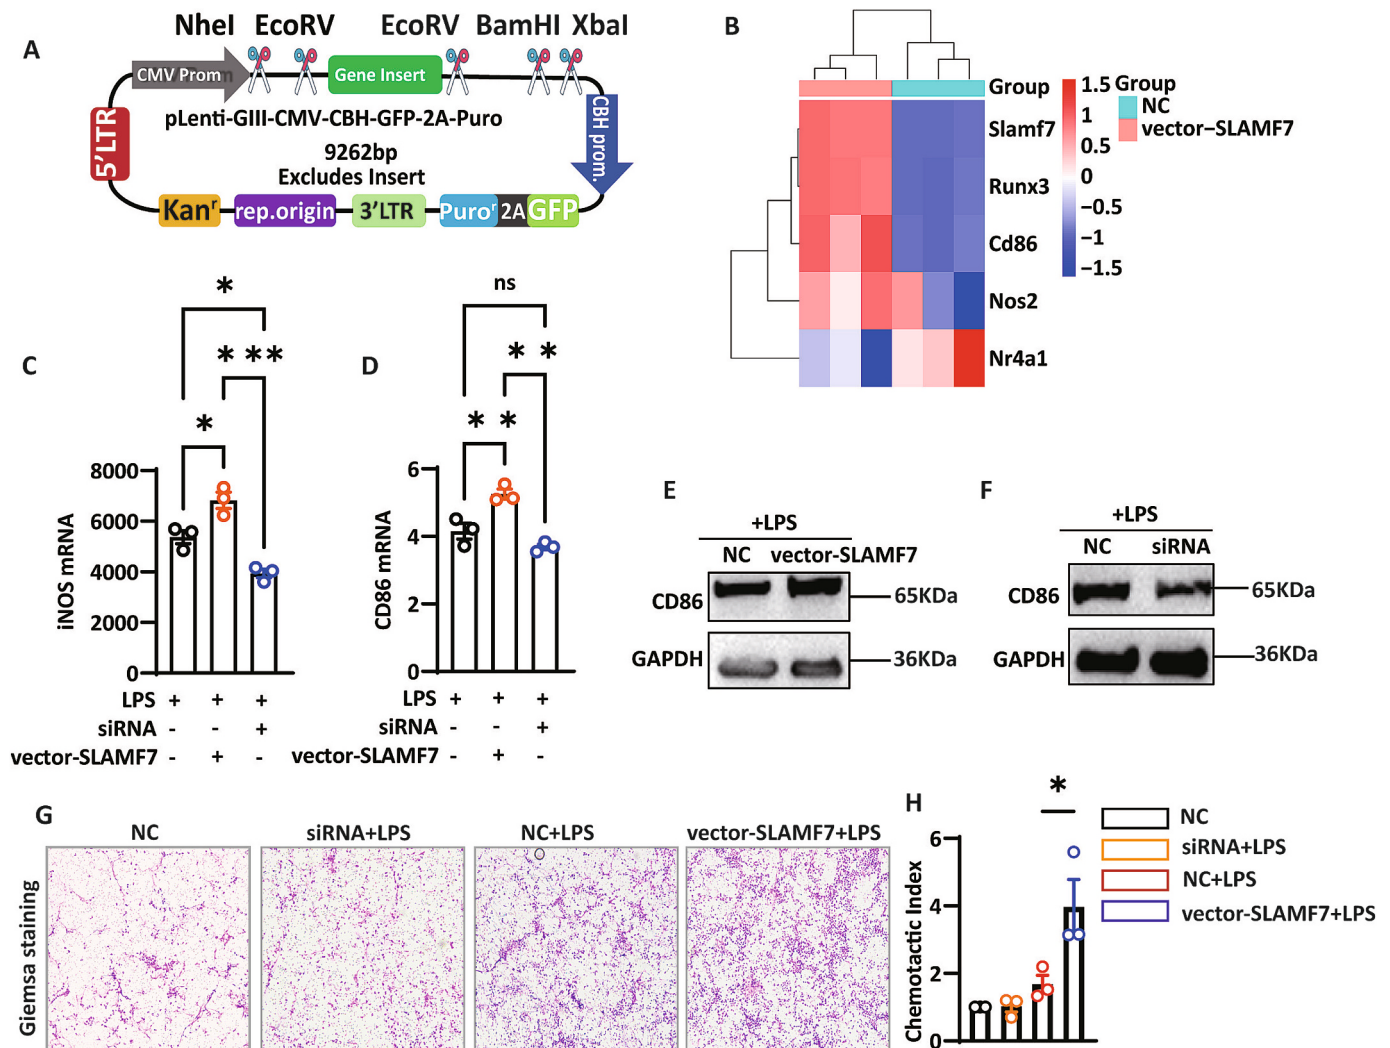 A
NheI EcoRV EcoRV BamHI XbaI
CMV Prom
Gene Insert
5'LTR
pLenti-GIII-CMV-CBH-GFP-2A-Puro
9262bp
Excludes Insert
CBH prom.
Kanʳ rep.origin 3'LTR Puroʳ 2A GFP
B
Group
Slamf7
Runx3
Cd86
Nos2
Nr4a1
1.5
1
0.5
0
−0.5
−1
−1.5
Group
NC
vector−SLAMF7
C
*
* **
*
iNOS mRNA
8000
6000
4000
2000
0
LPS + + +
siRNA - - +
vector-SLAMF7 - + -
D
ns
* *
* *
CD86 mRNA
6
4
2
0
LPS + + +
siRNA - - +
vector-SLAMF7 - + -
E
+LPS
NC vector-SLAMF7
CD86 65KDa
GAPDH 36KDa
F
+LPS
NC siRNA
CD86 65KDa
GAPDH 36KDa
G
NC siRNA+LPS NC+LPS vector-SLAMF7+LPS
Giemsa staining
H
*
Chemotactic Index
6
4
2
0
NC
siRNA+LPS
NC+LPS
vector-SLAMF7+LPS